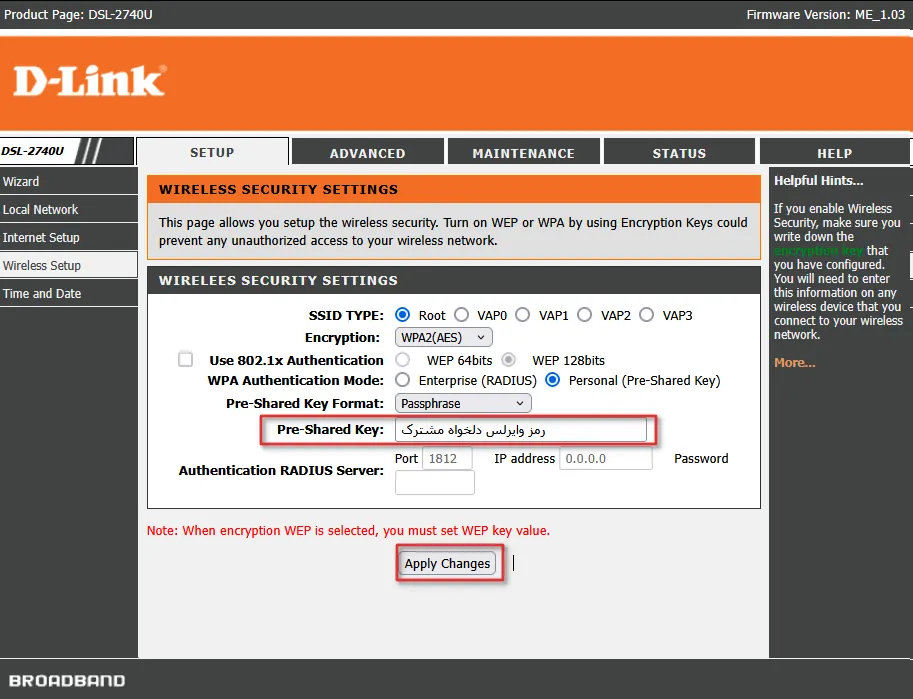 Product Page: DSL-2740U
Firmware Version: ME_1.03
D-Link
DSL-2740U
SETUP
ADVANCED
MAINTENANCE
STATUS
HELP
Wizard
Local Network
Internet Setup
Wireless Setup
Time and Date
WIRELESS SECURITY SETTINGS
This page allows you setup the wireless security. Turn on WEP or WPA by using Encryption Keys could
prevent any unauthorized access to your wireless network.
WIRELEES SECURITY SETTINGS
SSID TYPE: Root VAP0 VAP1 VAP2 VAP3
Encryption: WPA2(AES)
Use 802.1x Authentication WEP 64bits WEP 128bits
WPA Authentication Mode: Enterprise (RADIUS) Personal (Pre-Shared Key)
Pre-Shared Key Format: Passphrase
Pre-Shared Key: رمز وایرلس دلخواه مشترک
Authentication RADIUS Server: Port 1812 IP address 0.0.0.0 Password
Note: When encryption WEP is selected, you must set WEP key value.
Apply Changes
Helpful Hints...
If you enable Wireless
Security, make sure you
write down the
encryption key that
you have configured.
You will need to enter
this information on any
wireless device that you
connect to your wireless
network.
More...
BROADBAND